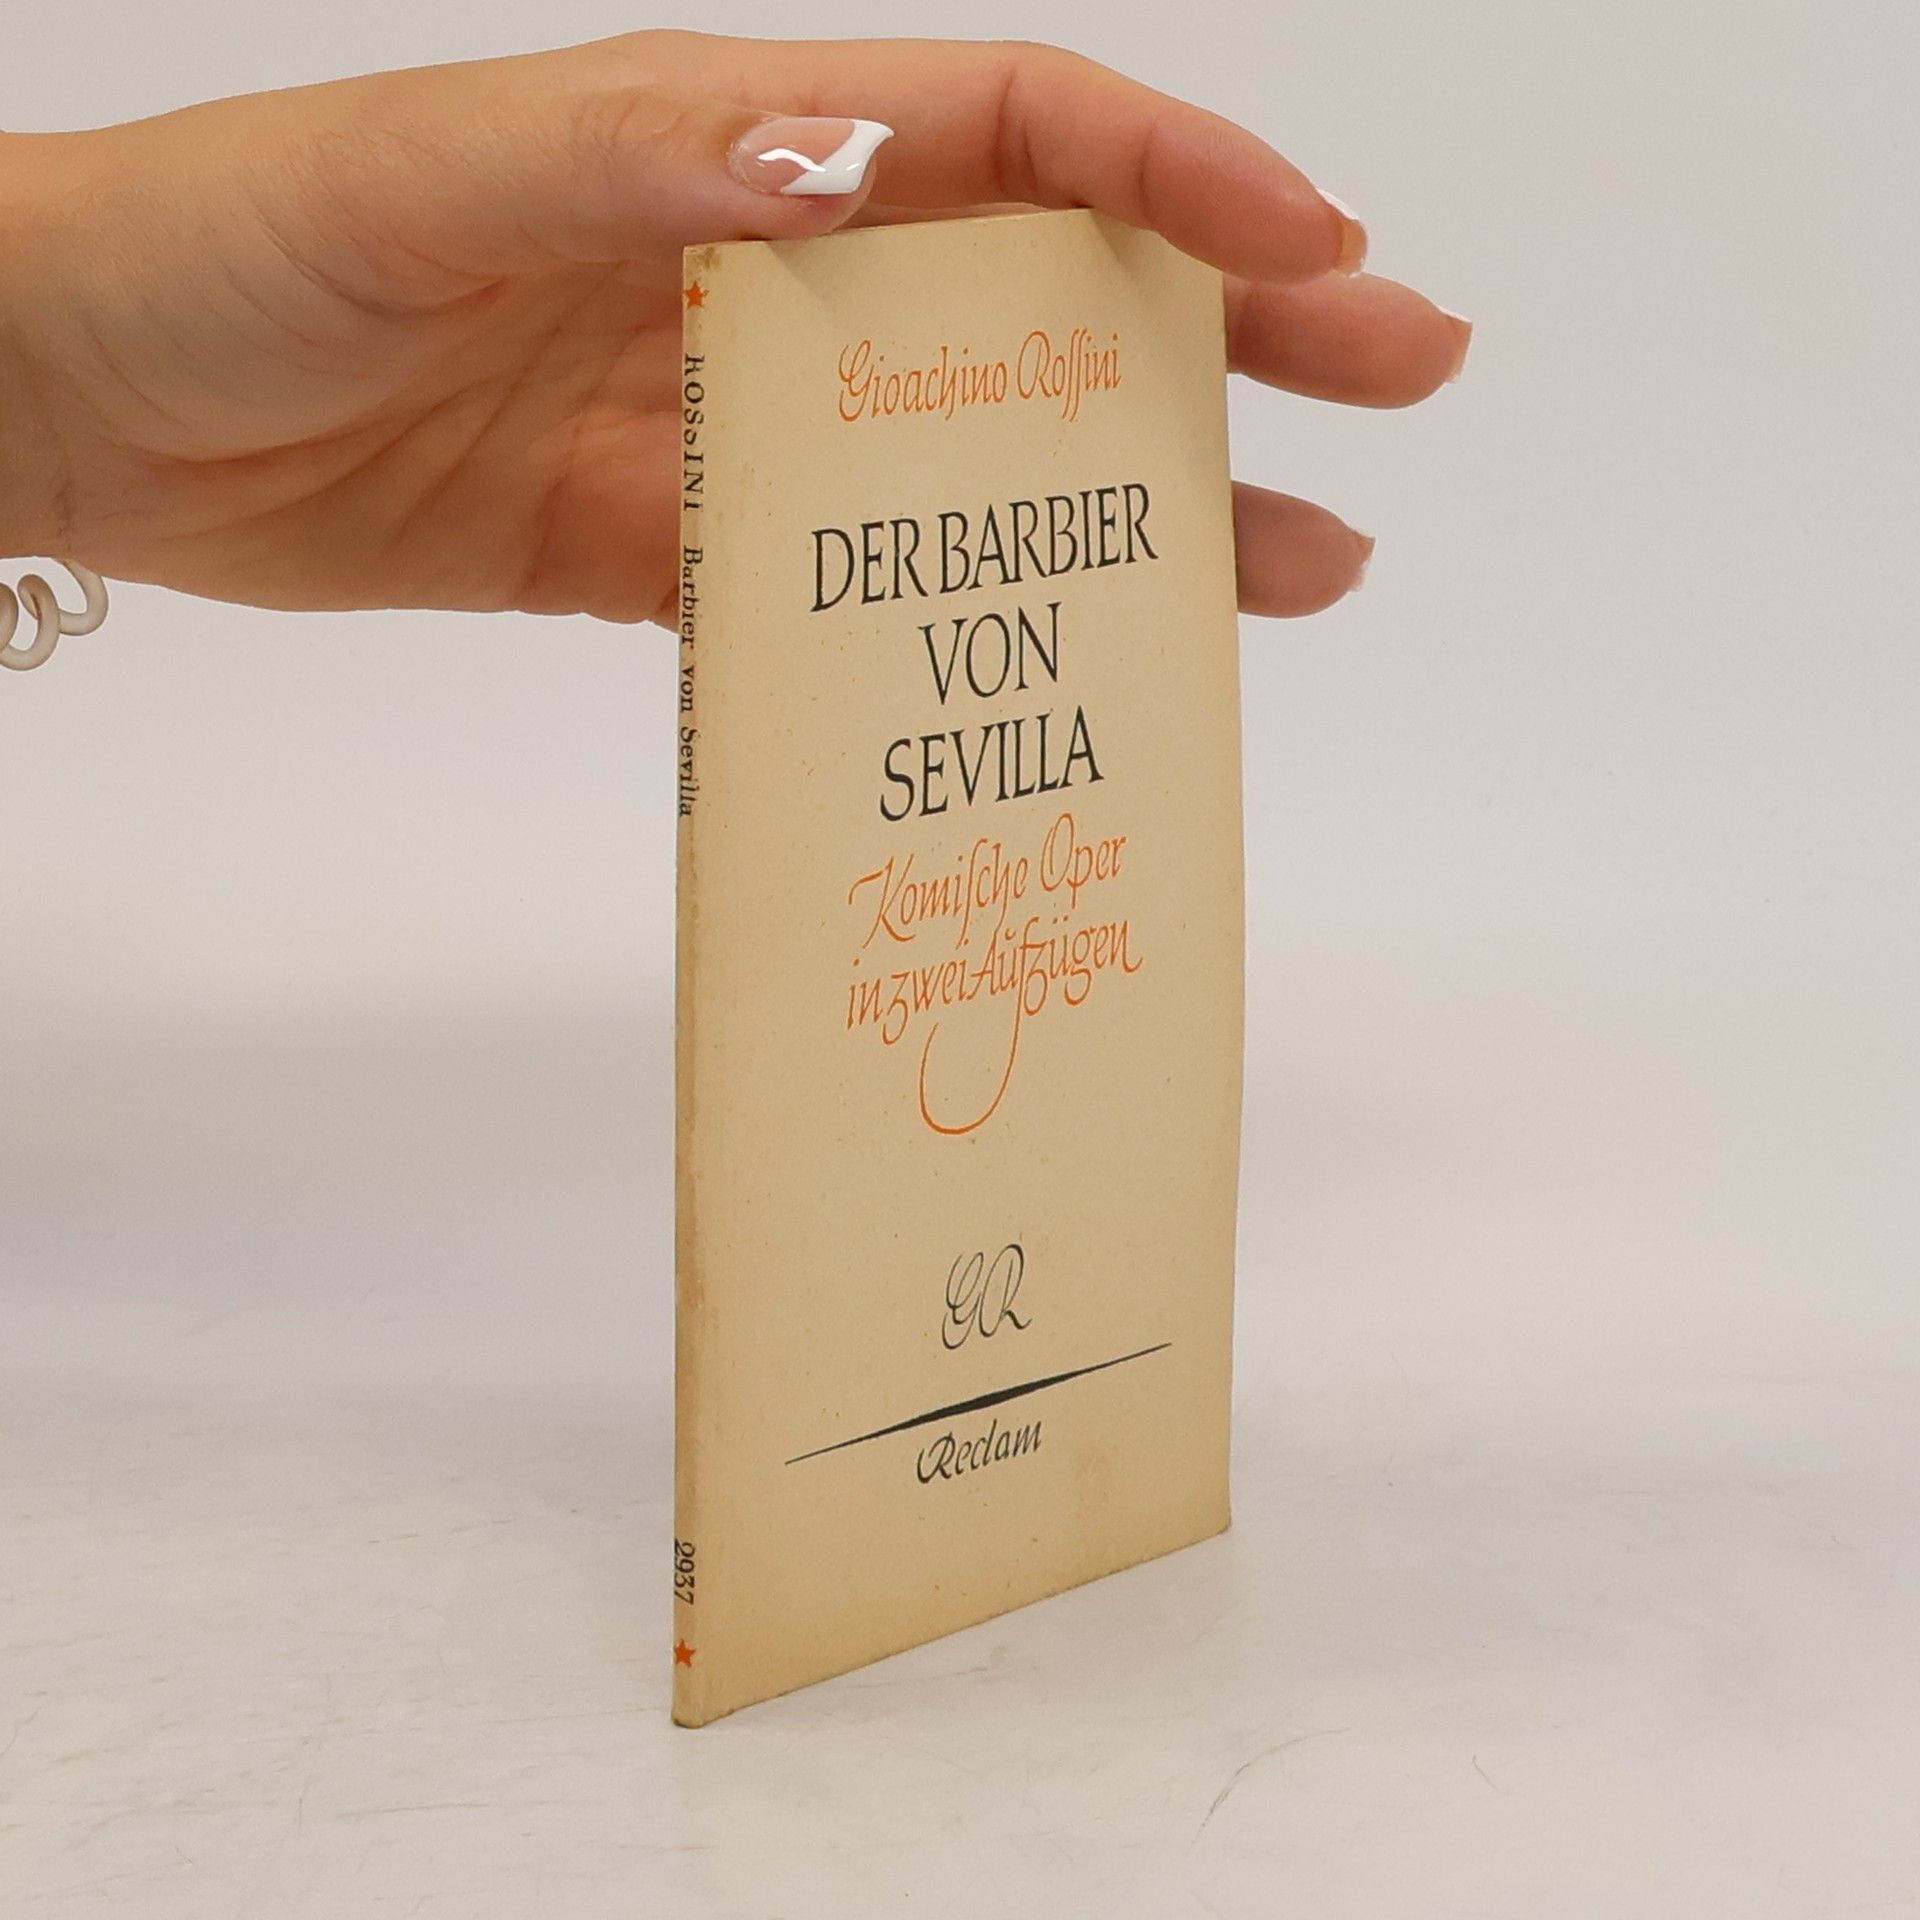 Gioachino Roſſini
DER BARBIER
VON
SEVILLA
Komiſche Oper
in zwei Aufzügen
GR
Reclam
ROSSINI Barbier von Sevilla
2937